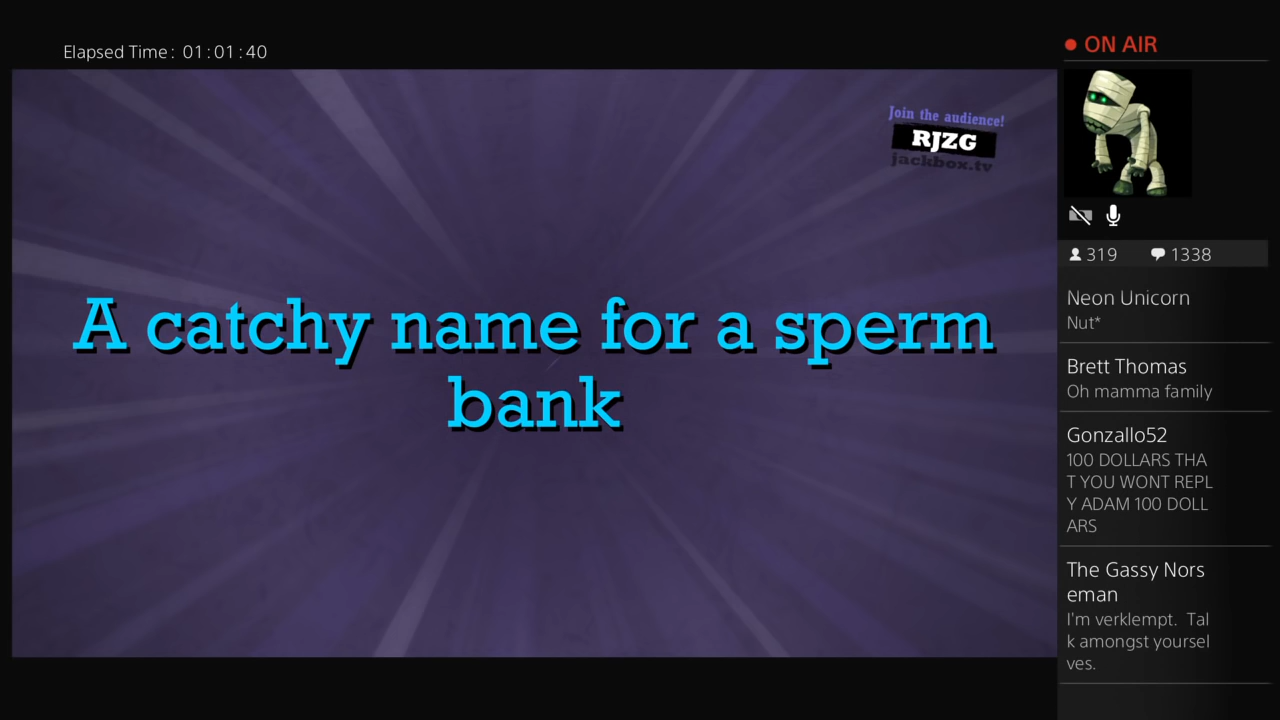 Elapsed Time: 01:01:40
ON AIR
Join the audience!
RJZG
jackbox.tv
A catchy name for a sperm
bank
319 1338
Neon Unicorn
Nut*
Brett Thomas
Oh mamma family
Gonzallo52
100 DOLLARS THA
T YOU WONT REPL
Y ADAM 100 DOLL
ARS
The Gassy Nors
eman
I'm verklempt. Tal
k amongst yoursel
ves.